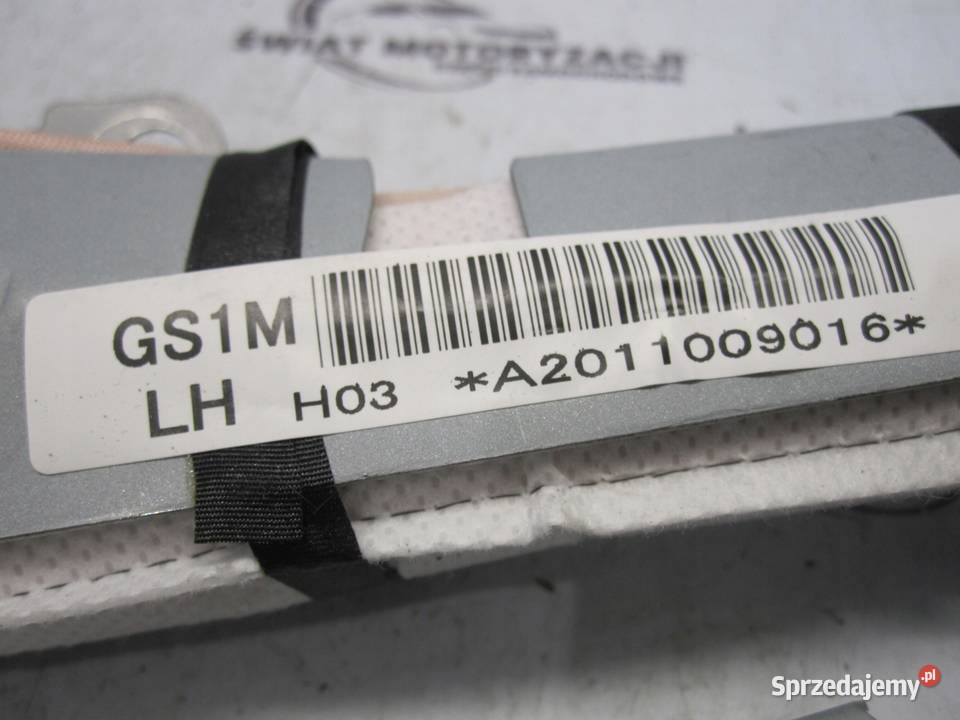 ŚWIAT MOTORYZACJI
GS1M
LH H03 *A2011009016*
Sprzedajemy.pl